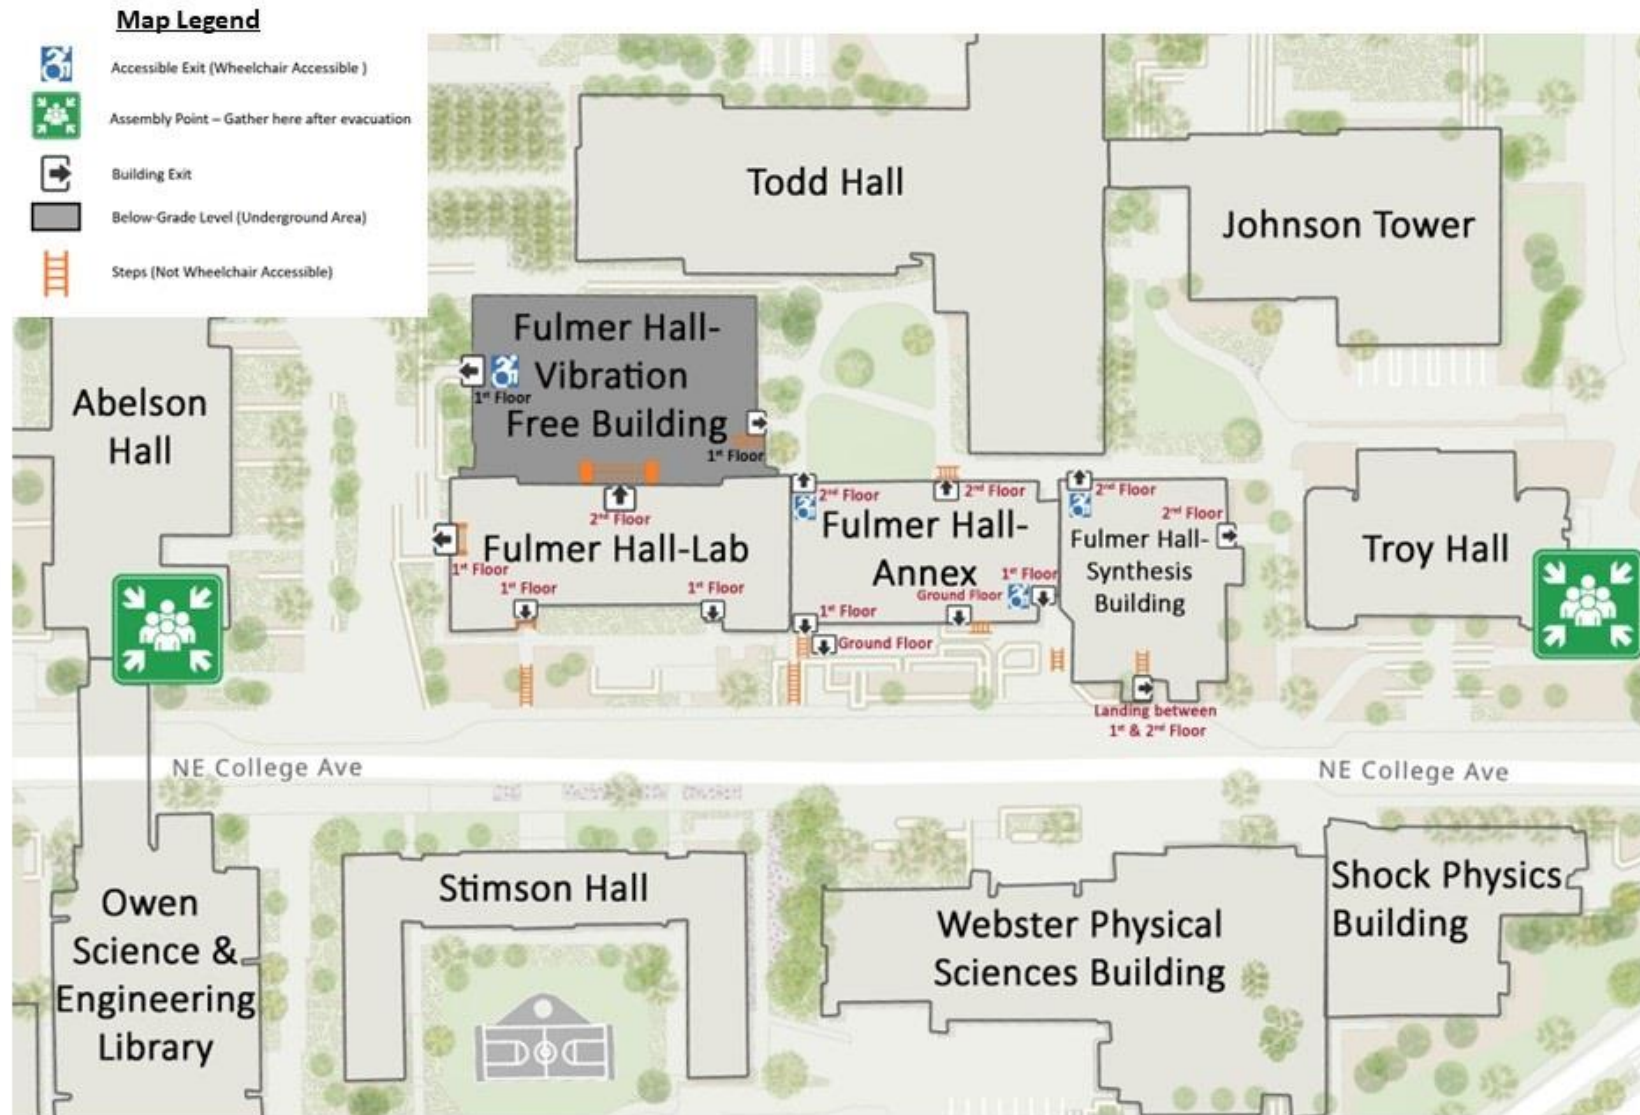 Map Legend
Accessible Exit (Wheelchair Accessible )
Assembly Point – Gather here after evacuation
Building Exit
Below-Grade Level (Underground Area)
Steps (Not Wheelchair Accessible)
Todd Hall
Johnson Tower
Abelson
Hall
Fulmer Hall-
Vibration
Free Building
1st Floor
1st Floor
2nd Floor
Fulmer Hall-Lab
1st Floor
1st Floor
1st Floor
2nd Floor
2nd Floor
Fulmer Hall-
Annex
1st Floor
Ground Floor
1st Floor
Ground Floor
2nd Floor
2nd Floor
Fulmer Hall-
Synthesis
Building
Landing between
1st & 2nd Floor
Troy Hall
NE College Ave
NE College Ave
Owen
Science &
Engineering
Library
Stimson Hall
Webster Physical
Sciences Building
Shock Physics
Building